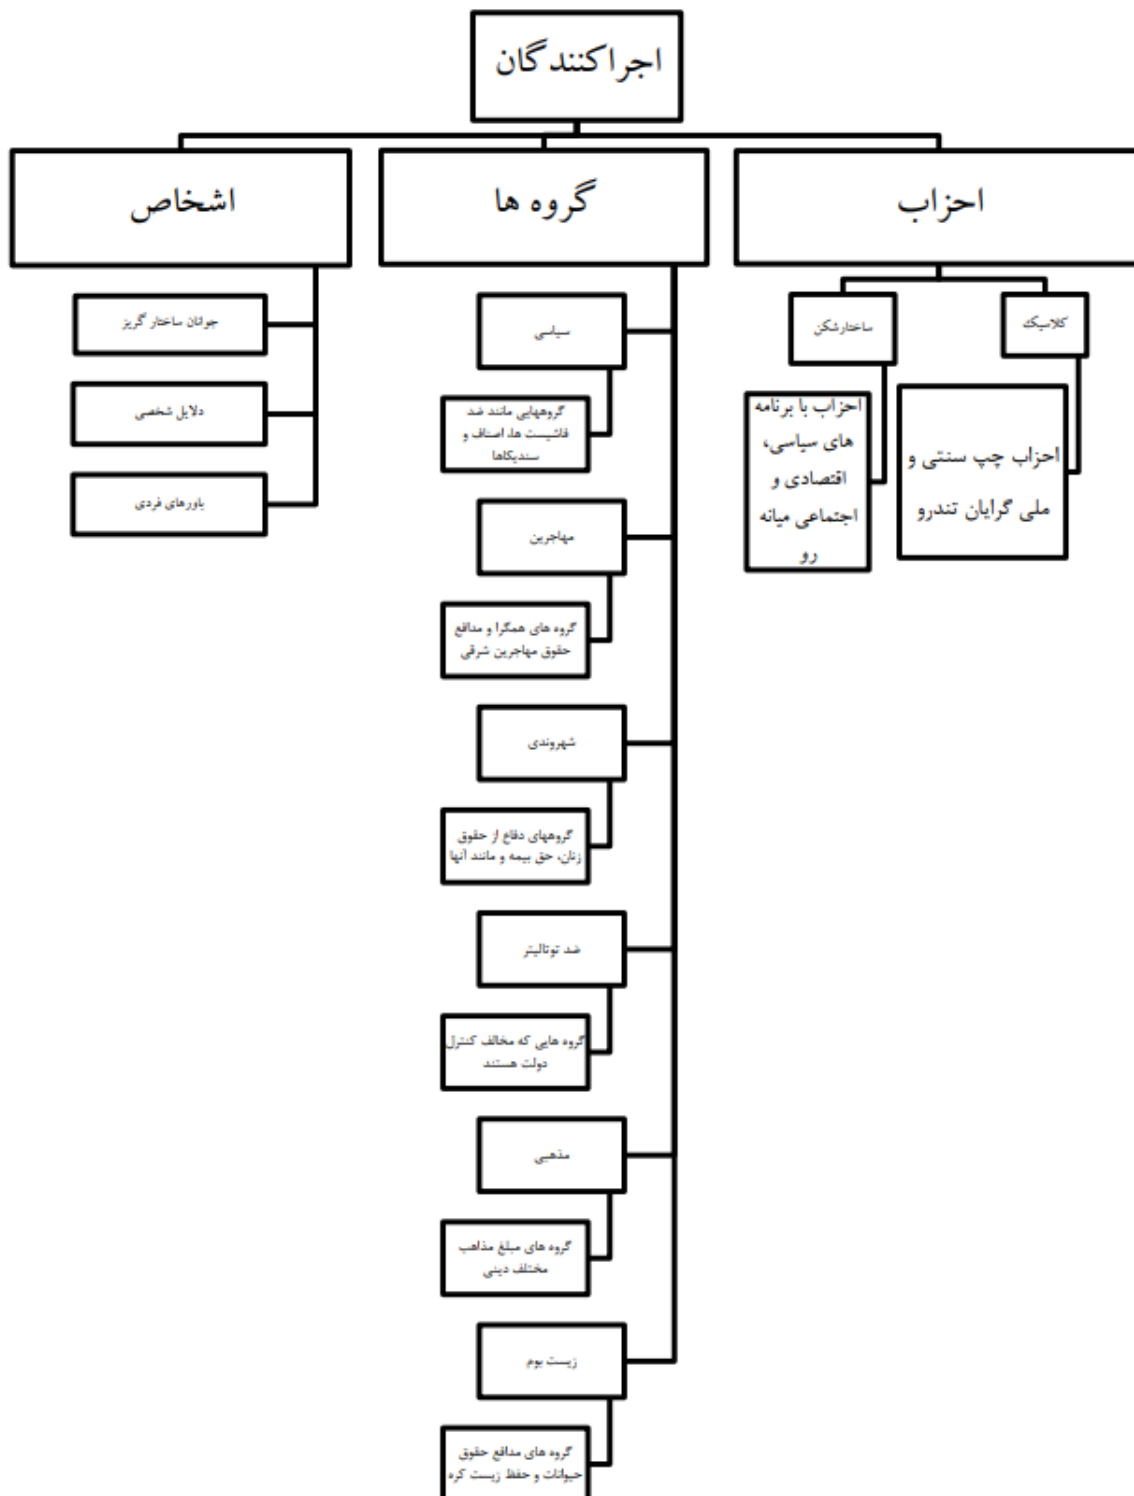 اجراکنندگان
احزاب
گروه ها
اشخاص
کلاسیک
احزاب چپ سنتی و
ملی گرایان تندرو
ساختارشکن
احزاب با برنامه
های سیاسی،
اقتصادی و
اجتماعی میانه
رو
سیاسی
گروههایی مانند ضد
فاشیست ها، اصناف و
سندیکاها
مهاجرین
گروه های همگرا و مدافع
حقوق مهاجرین شرقی
شهروندی
گروههای دفاع از حقوق
زنان، حق بیمه و مانند آنها
ضد توتالیتر
گروه هایی که مخالف کنترل
دولت هستند
مذهبی
گروه های مبلغ مذاهب
مختلف دینی
زیست بوم
گروه های مدافع حقوق
حیوانات و حفظ زیست کره
جوانان ساختار گریز
دلایل شخصی
باورهای فردی